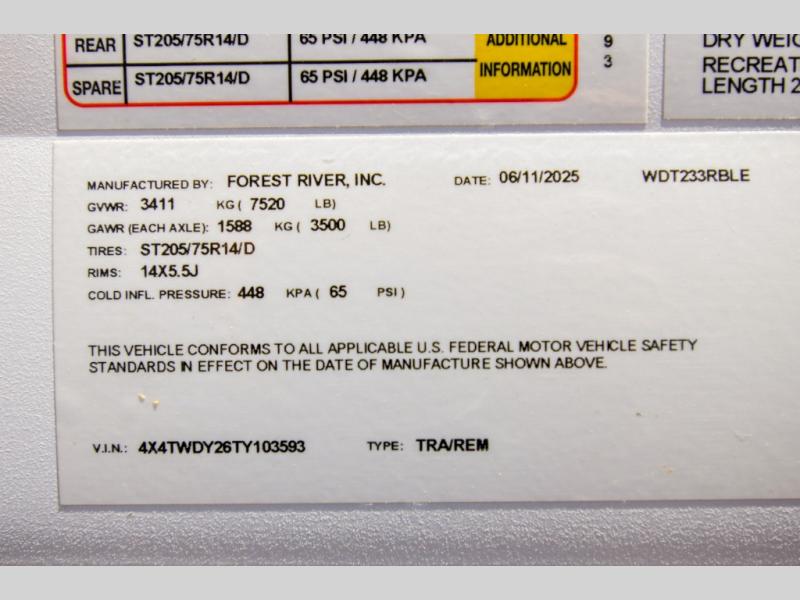 REAR ST205/75R14/D 65 PSI / 448 KPA ADDITIONAL 9
SPARE ST205/75R14/D 65 PSI / 448 KPA INFORMATION 3
DRY
RECREAT
LENGTH 2
MANUFACTURED BY: FOREST RIVER, INC. DATE: 06/11/2025 WDT233RBLE
GVWR: 3411 KG ( 7520 LB)
GAWR (EACH AXLE): 1588 KG ( 3500 LB)
TIRES: ST205/75R14/D
RIMS: 14X5.5J
COLD INFL. PRESSURE: 448 KPA ( 65 PSI )
THIS VEHICLE CONFORMS TO ALL APPLICABLE U.S. FEDERAL MOTOR VEHICLE SAFETY
STANDARDS IN EFFECT ON THE DATE OF MANUFACTURE SHOWN ABOVE.
V.I.N.: 4X4TWDY26TY103593 TYPE: TRA/REM